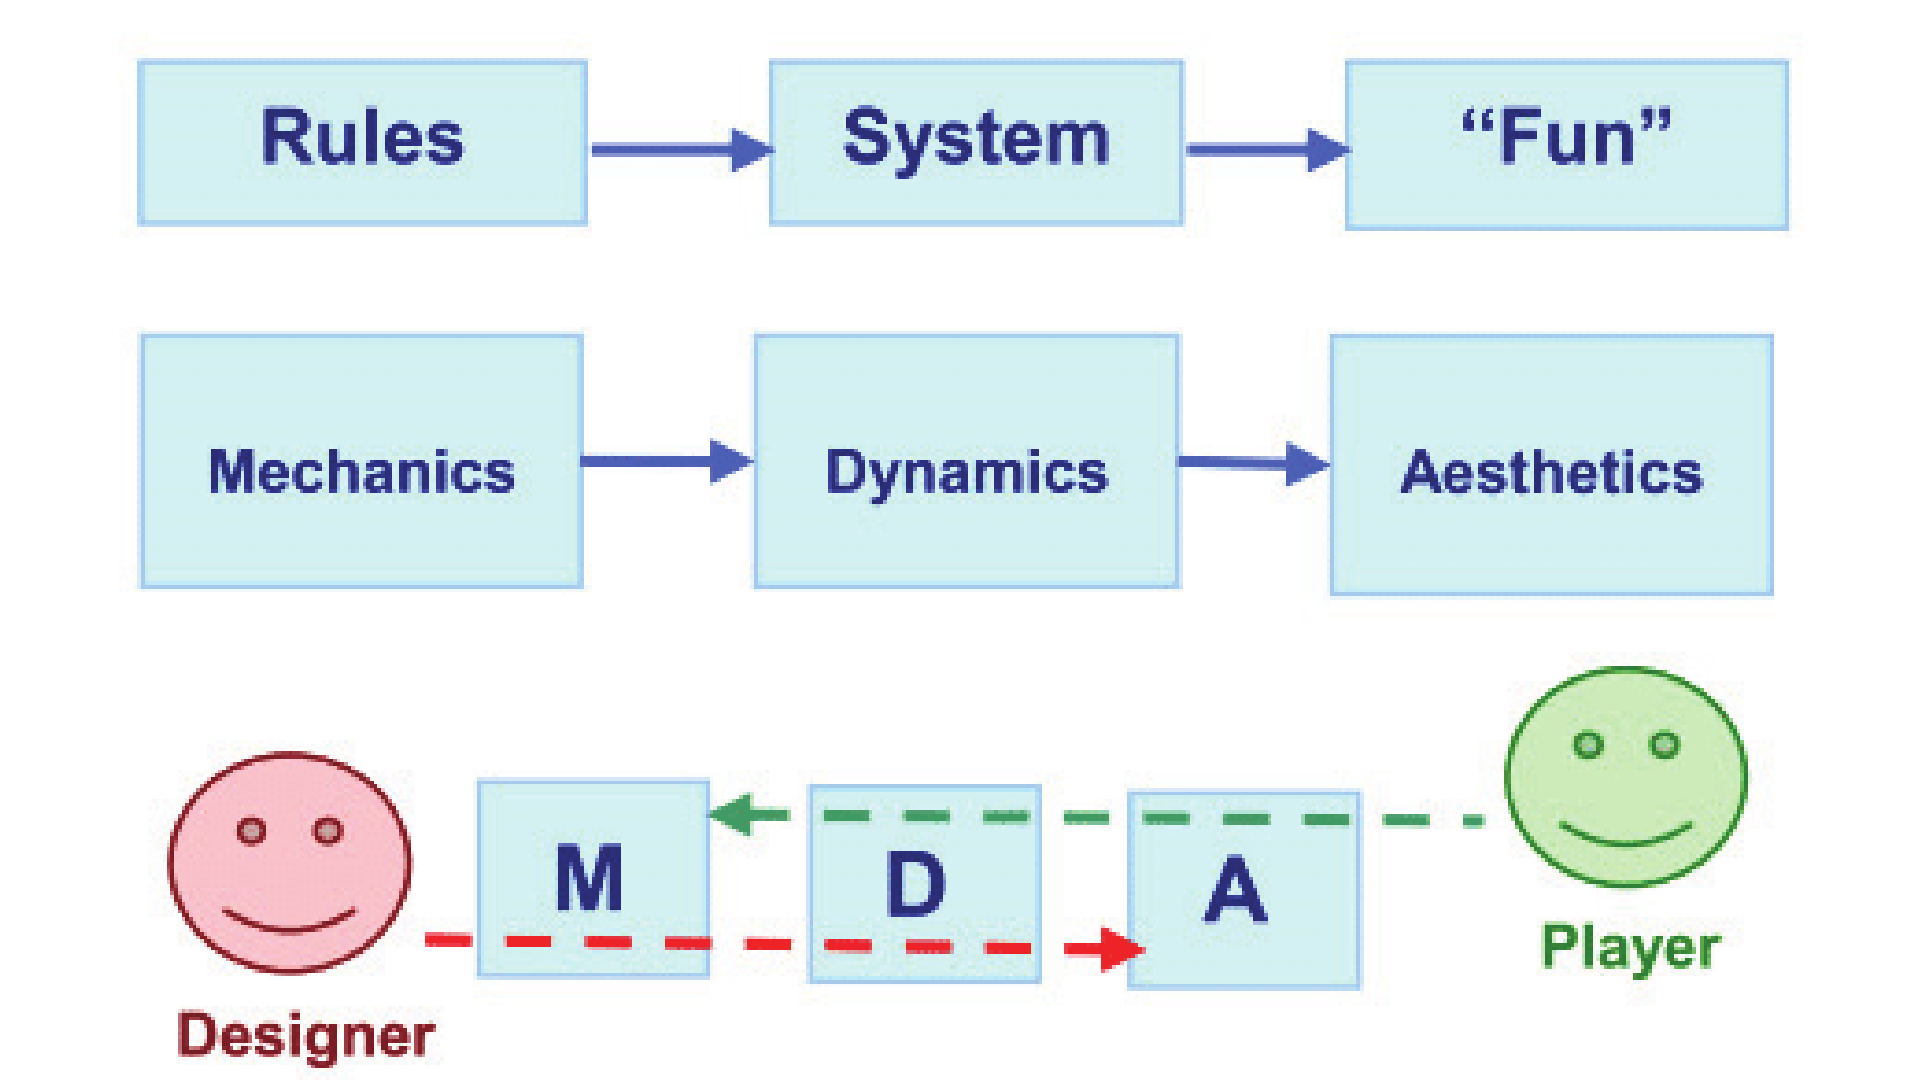 Rules
System
“Fun”
Mechanics
Dynamics
Aesthetics
M
D
A
Player
Designer